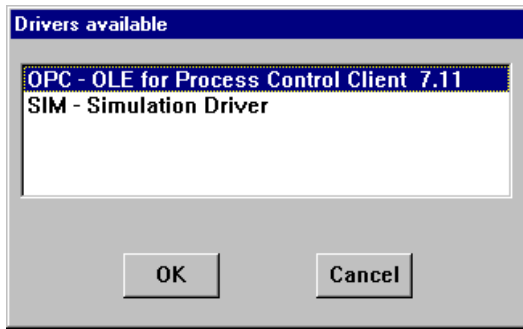 Drivers available
OPC - OLE for Process Control Client  7.11
SIM - Simulation Driver
OK
Cancel